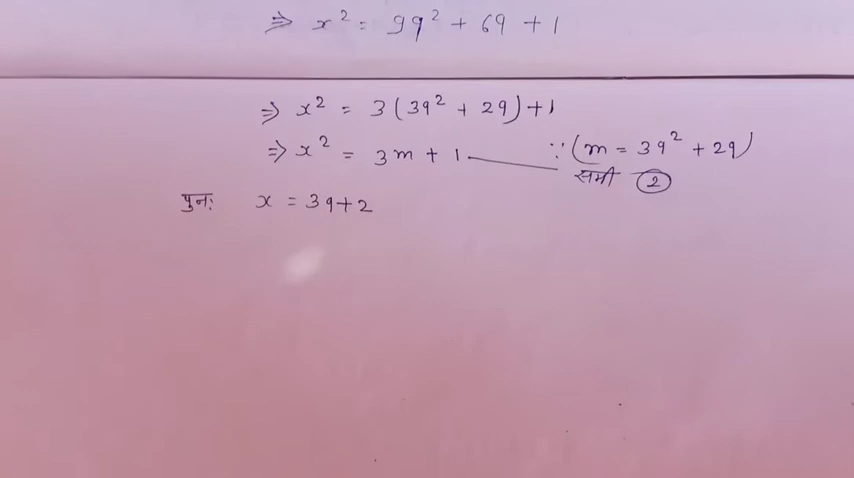 ⇒ x² = 9q² + 6q + 1
⇒ x² = 3(3q² + 2q) + 1
⇒ x² = 3m + 1 ∵ (m = 3q² + 2q)
समी 2
पुनः x = 3q+2